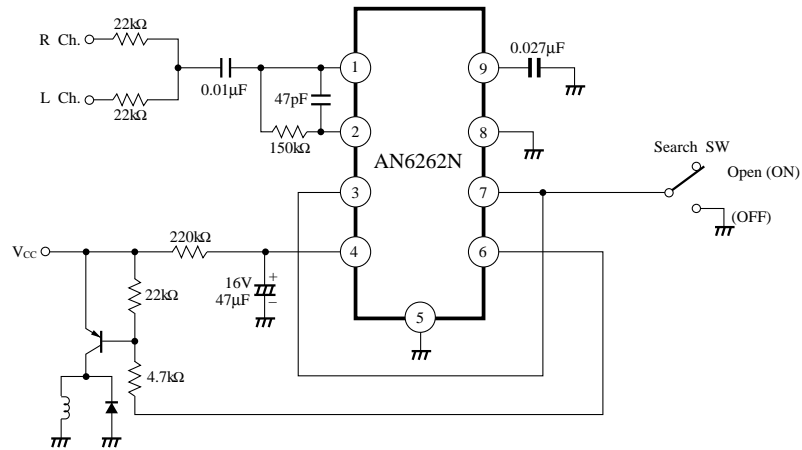 22kΩ
R Ch.
0.01µF
L Ch.
22kΩ
47pF
150kΩ
1
2
3
4
5
6
7
8
9
AN6262N
0.027µF
Search SW
Open (ON)
(OFF)
VCC
220kΩ
16V
47µF
+
−
22kΩ
4.7kΩ